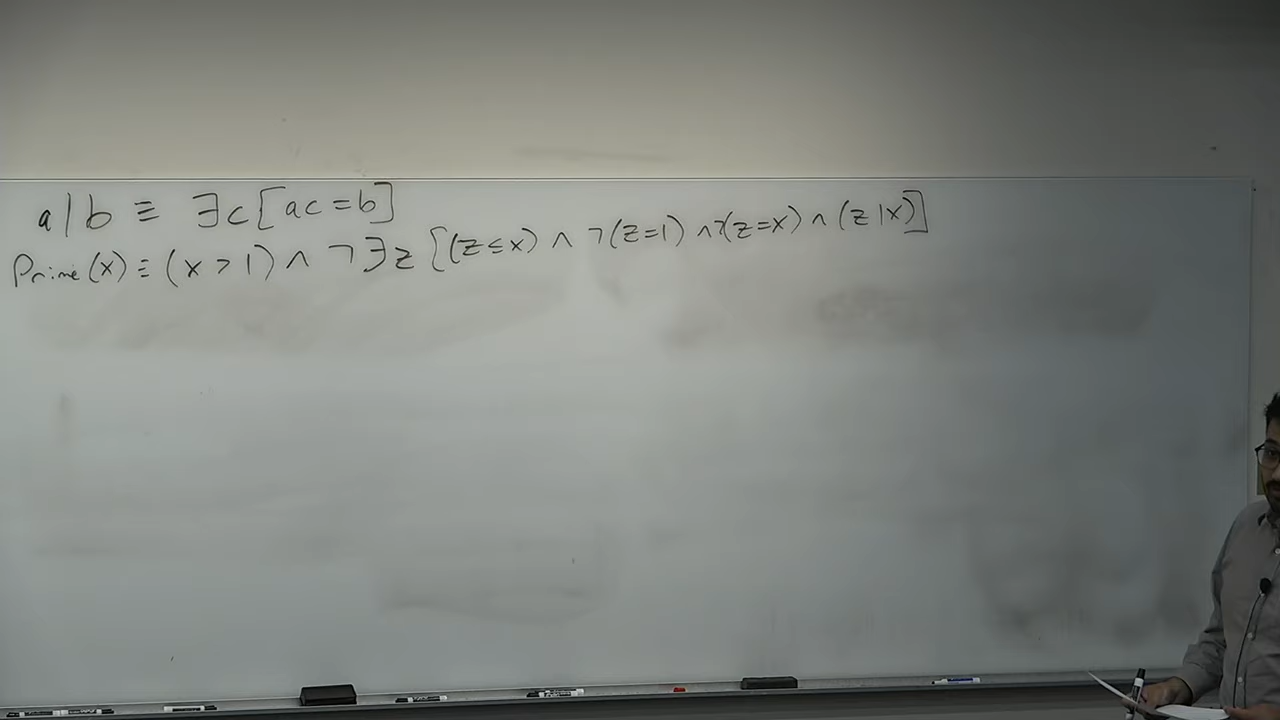 a|b ≡ ∃c[ac=b]
Prime(x) ≡ (x>1) ∧ ¬∃z[(z≤x) ∧ ¬(z=1) ∧ ¬(z=x) ∧ (z|x)]